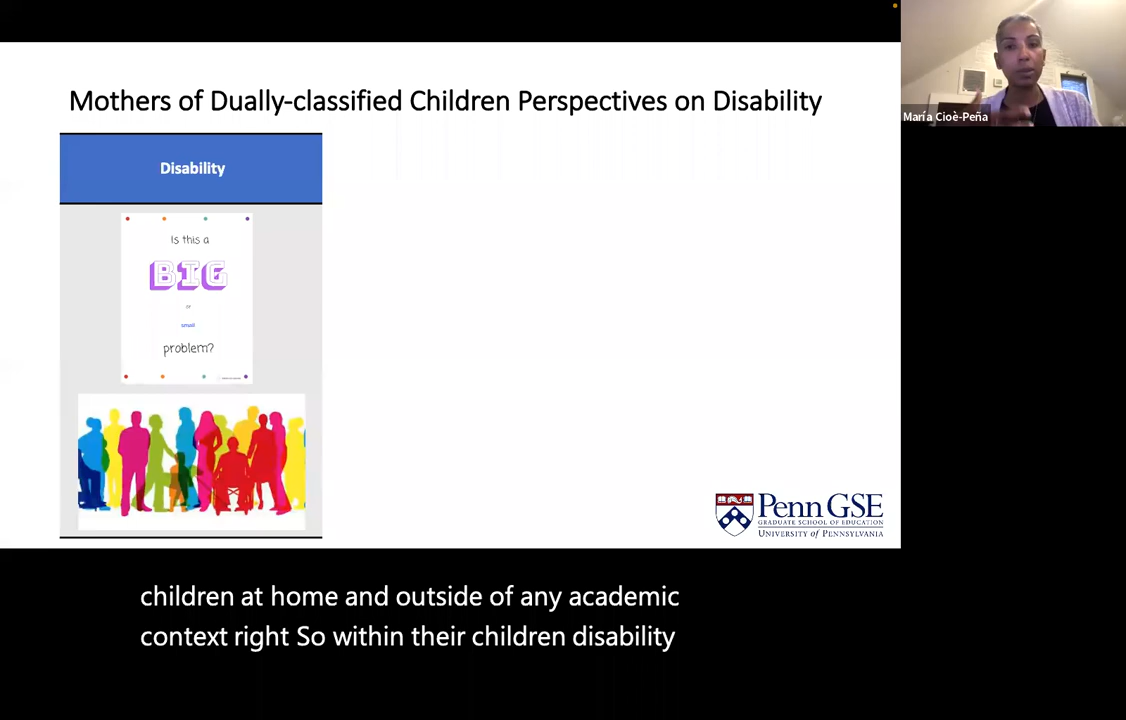 Mothers of Dually-classified Children Perspectives on Disability
María Cioè-Peña
Disability
Is this a
BIG
or
small
problem?
Penn GSE
GRADUATE SCHOOL OF EDUCATION
UNIVERSITY of PENNSYLVANIA
children at home and outside of any academic
context right So within their children disability